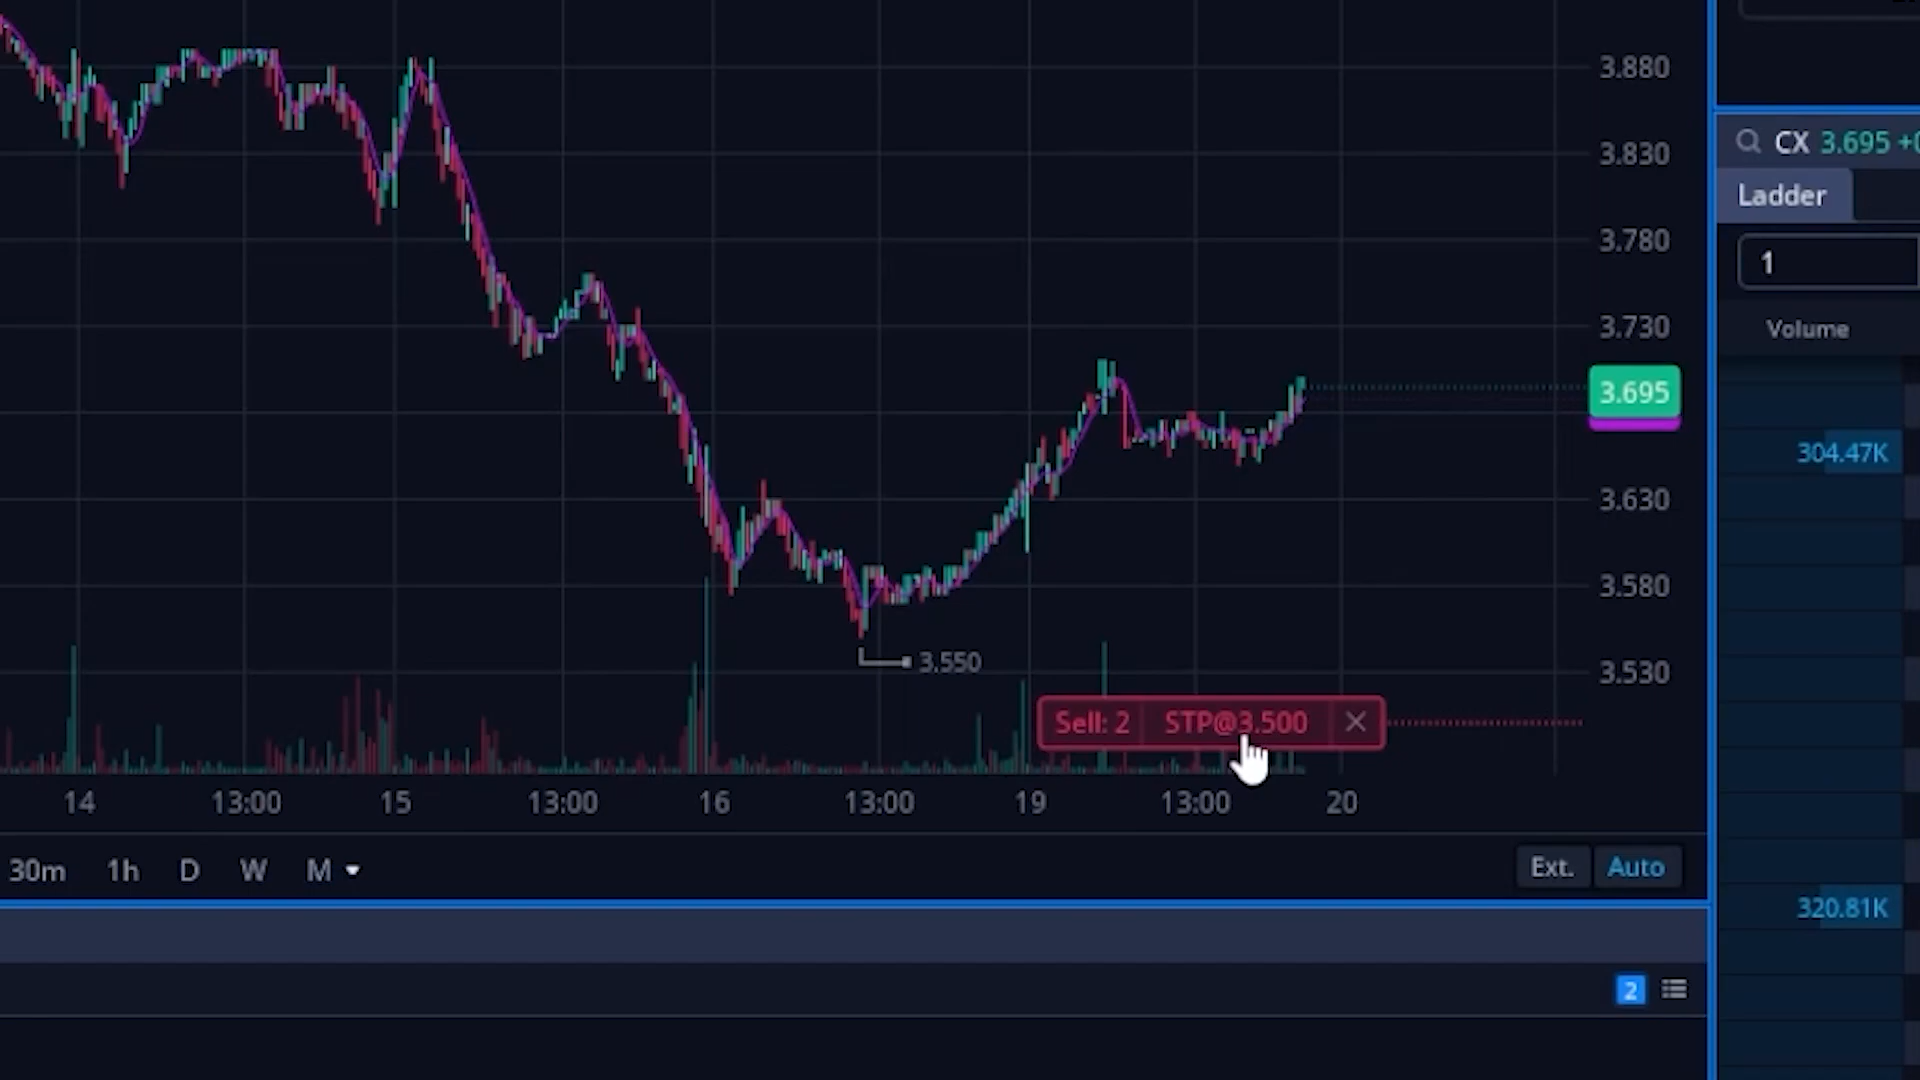 3.880
3.830
3.780
3.730
3.695
3.630
3.580
3.530
3.550
Sell: 2 STP@3.500
14 13:00 15 13:00 16 13:00 19 13:00 20
30m 1h D W M
Ext. Auto
2
CX 3.695
Ladder
1
Volume
304.47K
320.81K